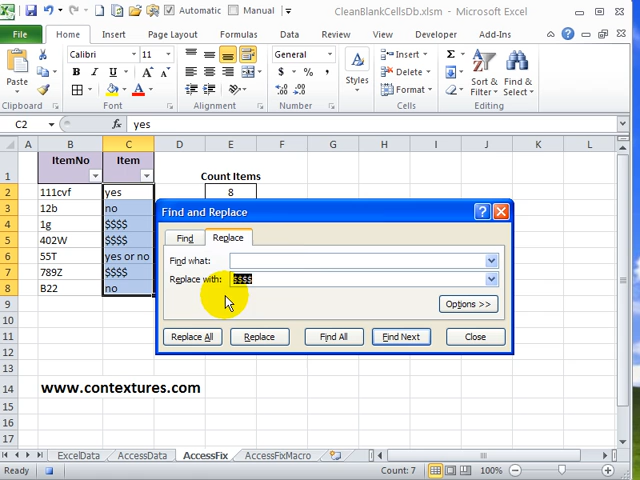 Automatic
Manual
CleanBlankCellsDb.xlsm - Microsoft Excel
File
Home
Insert
Page Layout
Formulas
Data
Review
View
Developer
Add-Ins
Calibri
11
General
Insert
Delete
Format
Paste
Styles
Sort & Filter
Find & Select
Clipboard
Font
Alignment
Number
Cells
Editing
C2
fx
yes
A B C D E F G H I J K L
1 ItemNo Item Count Items
2 111cvf yes 8
3 12b no
4 1g $$$$
5 402W $$$$
6 55T yes or no
7 789Z $$$$
8 B22 no
9
10
11
12
13
14 www.contextures.com
15
16
17
Find and Replace
Find
Replace
Find what:
Replace with: $$$$
Options >>
Replace All
Replace
Find All
Find Next
Close
ExcelData
AccessData
AccessFix
AccessFixMacro
Ready
Count: 7
100%